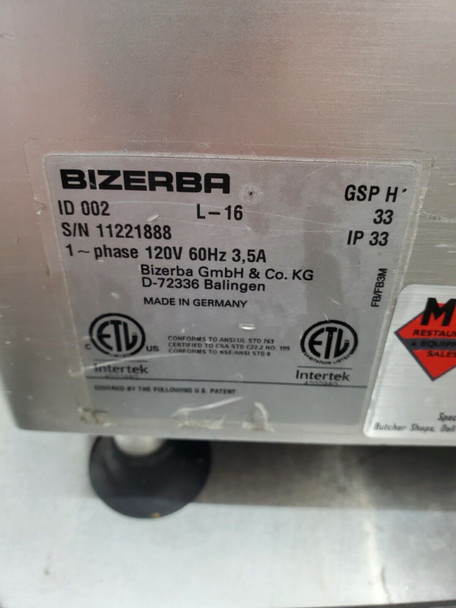 BIZERBA
GSP H
ID 002 L-16 33
S/N 11221888 IP 33
1~ phase 120V 60Hz 3,5A
Bizerba GmbH & Co. KG
D-72336 Balingen
MADE IN GERMANY
FB/FB3M
ETL
C US
Intertek
CONFORMS TO ANSI/UL STD 763
CERTIFIED TO CSA STD C22.2 NO. 195
CONFORMS TO NSF/ANSI STD 8
ETL
Intertek
COVERED BY THE FOLLOWING U.S. PATENT
M
RESTAU
& EQUIP
SALES
Spec
Butcher Shops, Deli